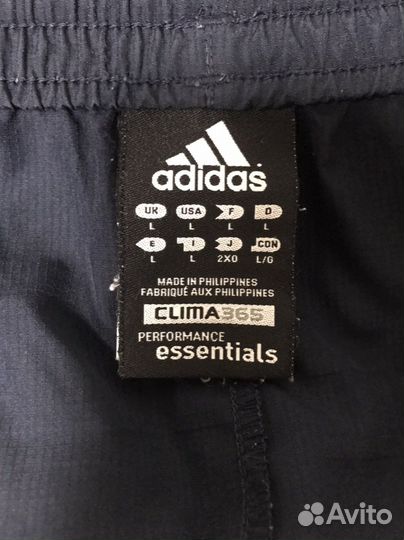 adidas
UK USA F D
L L L L
E I J CDN
L L 2XO L/G
MADE IN PHILIPPINES
FABRIQUÉ AUX PHILIPPINES
CLIMA365
PERFORMANCE
essentials
Avito